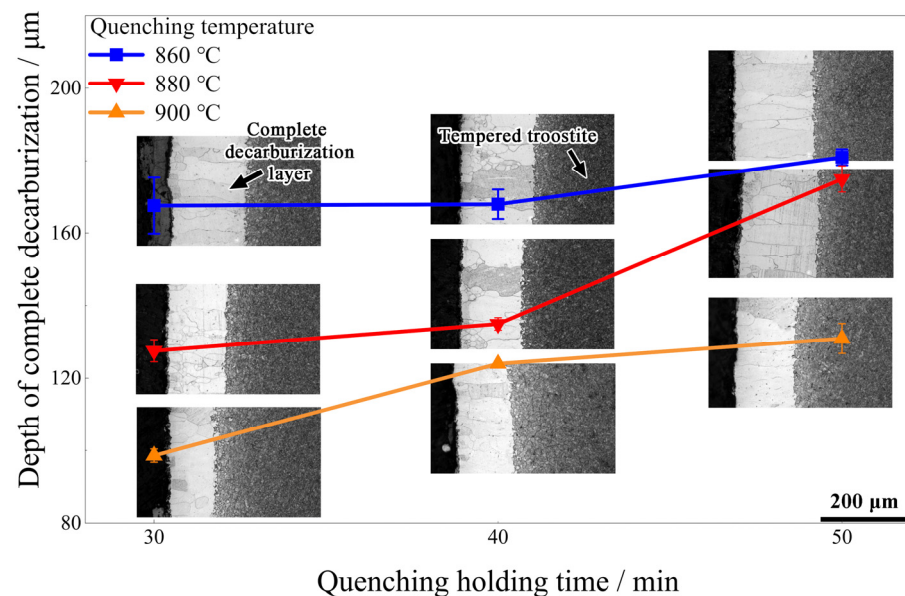 Depth of complete decarburization / μm
Quenching temperature
860 °C
880 °C
900 °C
200
160
120
80
Complete
decarburization
layer
Tempered troostite
200 μm
30
40
50
Quenching holding time / min